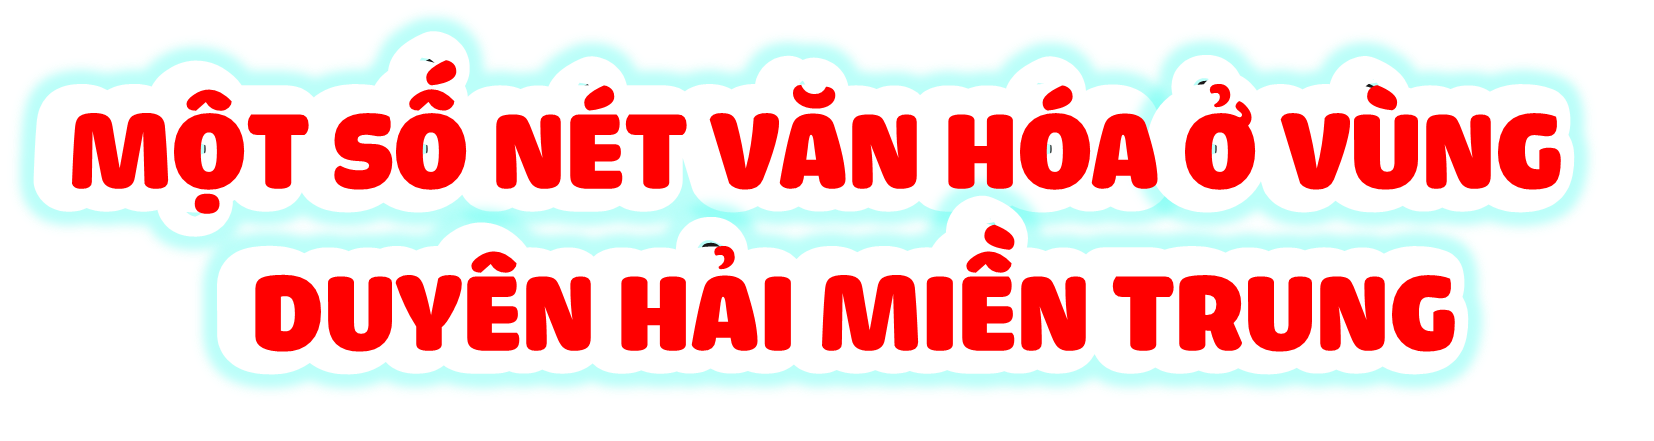 MỘT SỐ NÉT VĂN HÓA Ở VÙNG
DUYÊN HẢI MIỀN TRUNG